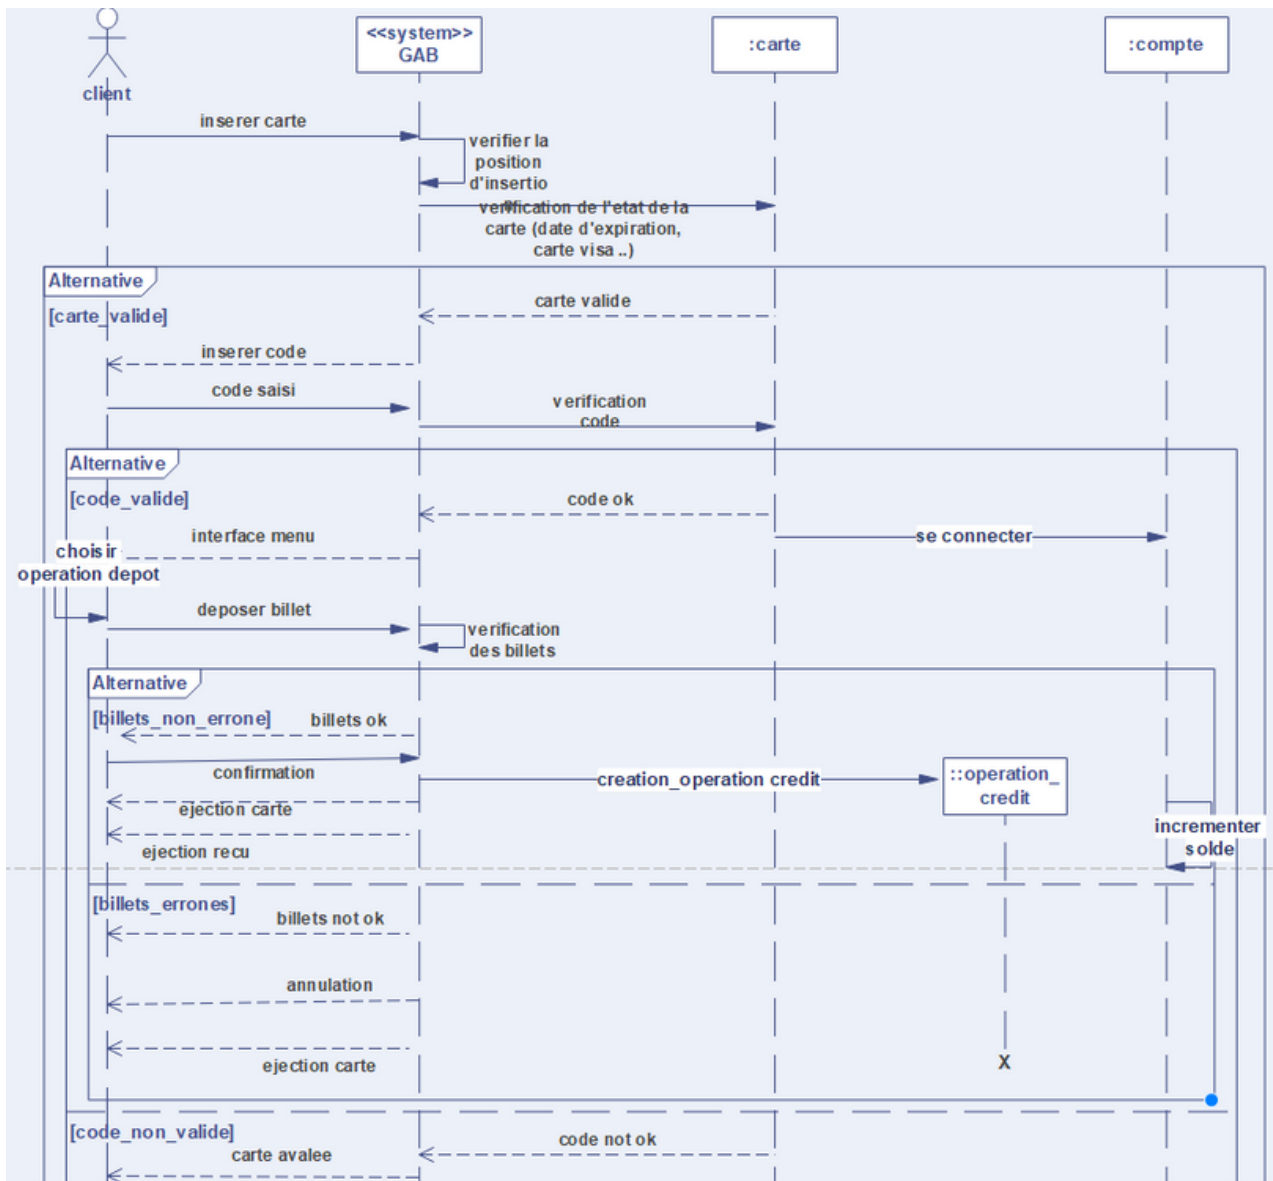 <<system>>
GAB
:carte
:compte
client
inserer carte
verifier la
position
d'insertio
n
verification de l'etat de la
carte (date d'expiration,
carte visa ..)
Alternative
[carte_valide]
carte valide
inserer code
code saisi
verification
code
Alternative
[code_valide]
code ok
interface menu
se connecter
choisir
operation depot
deposer billet
verification
des billets
Alternative
[billets_non_errone]
billets ok
confirmation
creation_operation credit
::operation_
credit
ejection carte
incrementer
solde
ejection recu
[billets_errones]
billets not ok
annulation
ejection carte
X
[code_non_valide]
code not ok
carte avalee